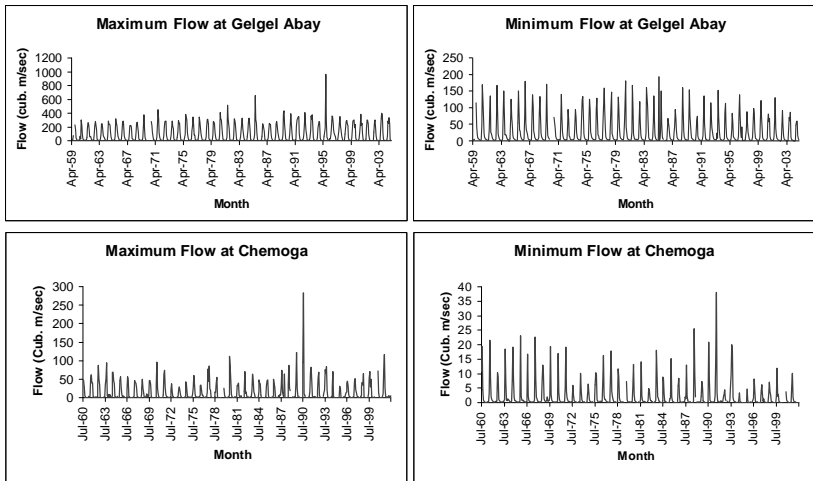 Maximum Flow at Gelgel Abay
Flow (cub. m/sec)
1200
1000
800
600
400
200
0
Apr-59
Apr-63
Apr-67
Apr-71
Apr-75
Apr-79
Apr-83
Apr-87
Apr-91
Apr-95
Apr-99
Apr-03
Month
Minimum Flow at Gelgel Abay
Flow (cub. m/sec)
250
200
150
100
50
0
Apr-59
Apr-63
Apr-67
Apr-71
Apr-75
Apr-79
Apr-83
Apr-87
Apr-91
Apr-95
Apr-99
Apr-03
Month
Maximum Flow at Chemoga
Flow (Cub. m/sec)
300
250
200
150
100
50
0
Jul-60
Jul-63
Jul-66
Jul-69
Jul-72
Jul-75
Jul-78
Jul-81
Jul-84
Jul-87
Jul-90
Jul-93
Jul-96
Jul-99
Month
Minimum Flow at Chemoga
Flow (Cub. m/sec)
40
35
30
25
20
15
10
5
0
Jul-60
Jul-63
Jul-66
Jul-69
Jul-72
Jul-75
Jul-78
Jul-81
Jul-84
Jul-87
Jul-90
Jul-93
Jul-96
Jul-99
Month